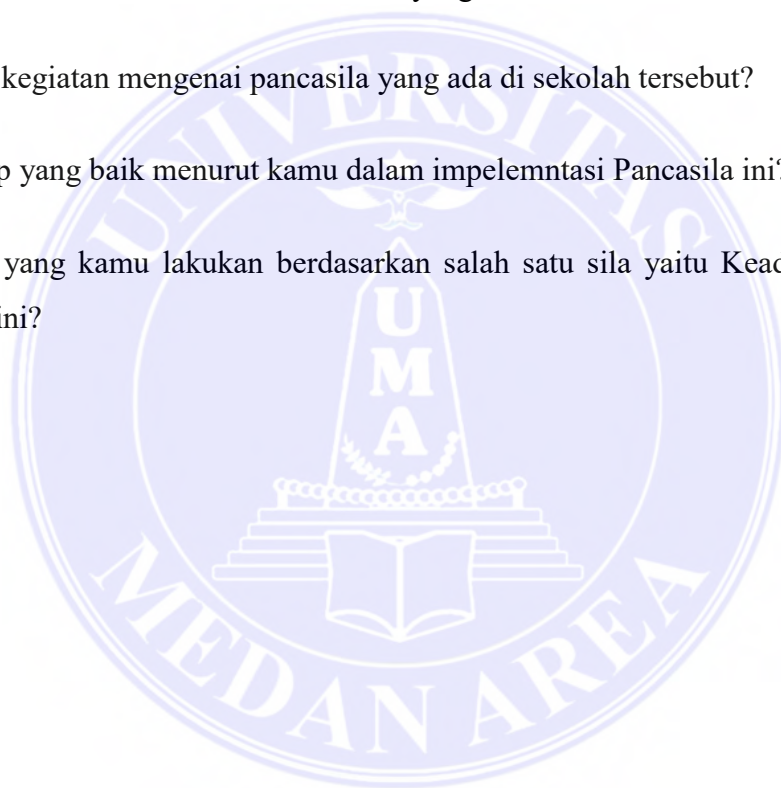 kegiatan mengenai pancasila yang ada di sekolah tersebut?
yang baik menurut kamu dalam impelemntasi Pancasila ini?
yang kamu lakukan berdasarkan salah satu sila yaitu
ini?
UNIVERSITAS
UMA
MEDAN AREA